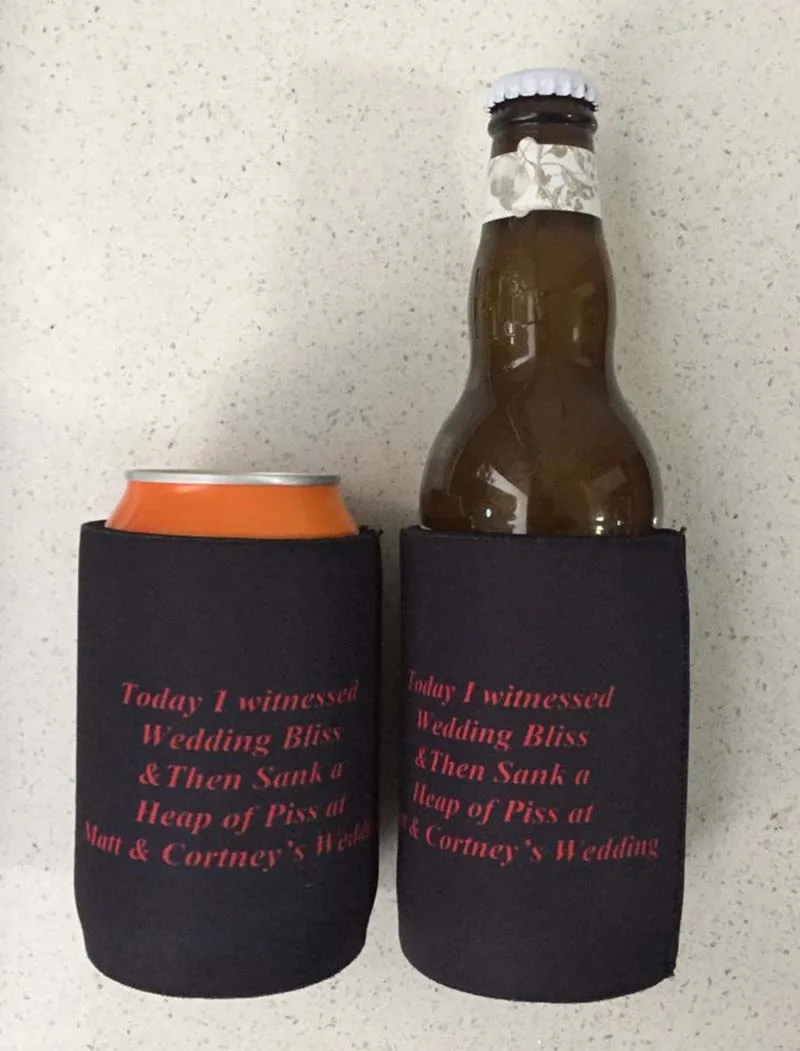 Today I witnessed
Wedding Bliss
&Then Sank a
Heap of Piss at
Matt & Cortney's Wedding
Today I witnessed
Wedding Bliss
&Then Sank a
Heap of Piss at
& Cortney's Wedding